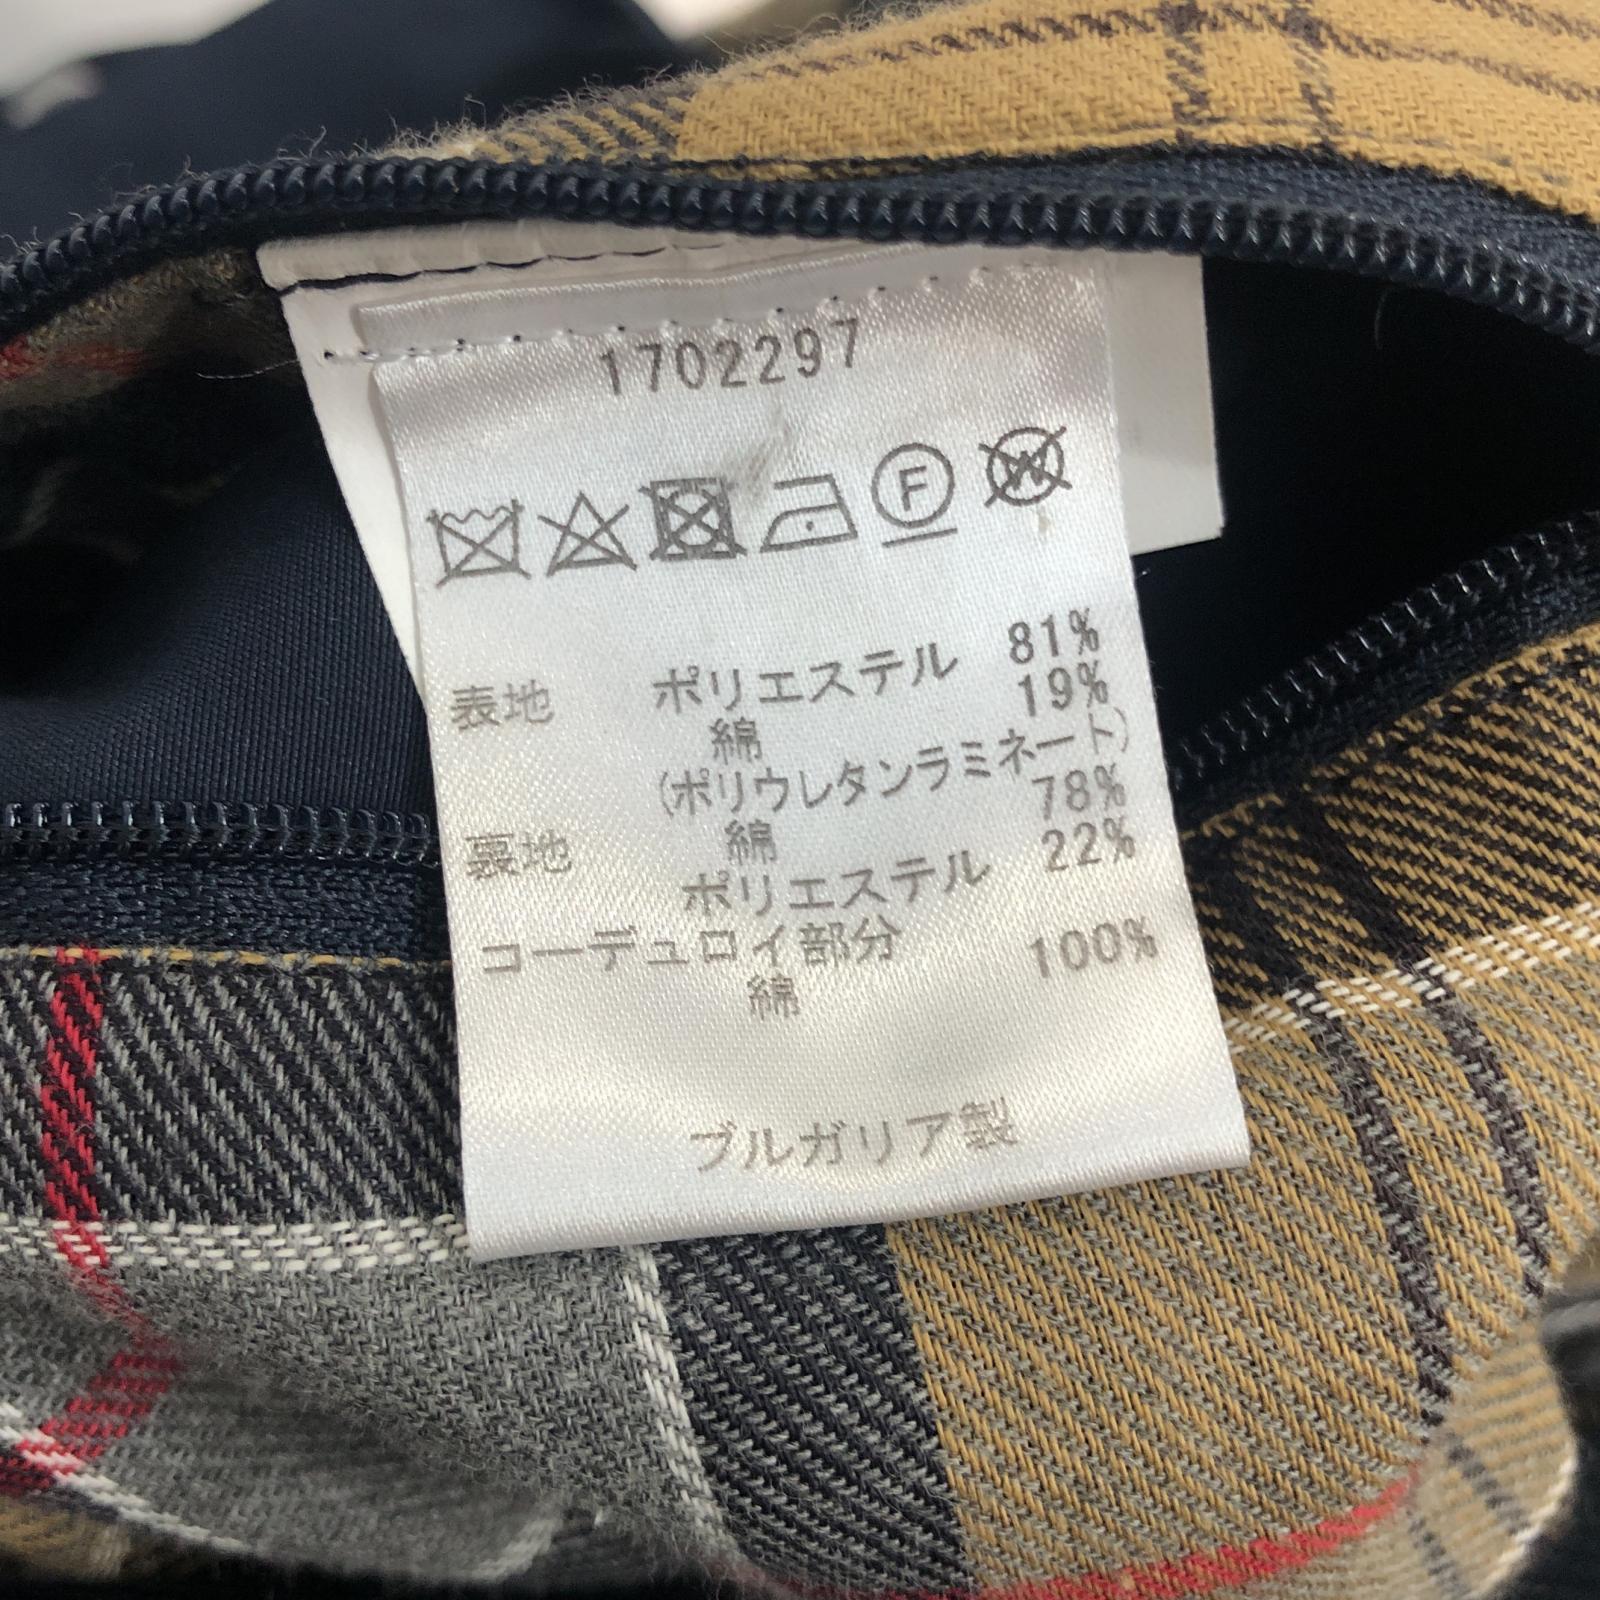 1702297
F
W
表地 ポリエステル 81%
綿 19%
(ポリウレタンラミネート)
裏地 綿 78%
ポリエステル 22%
コーデュロイ部分
綿 100%
ブルガリア製